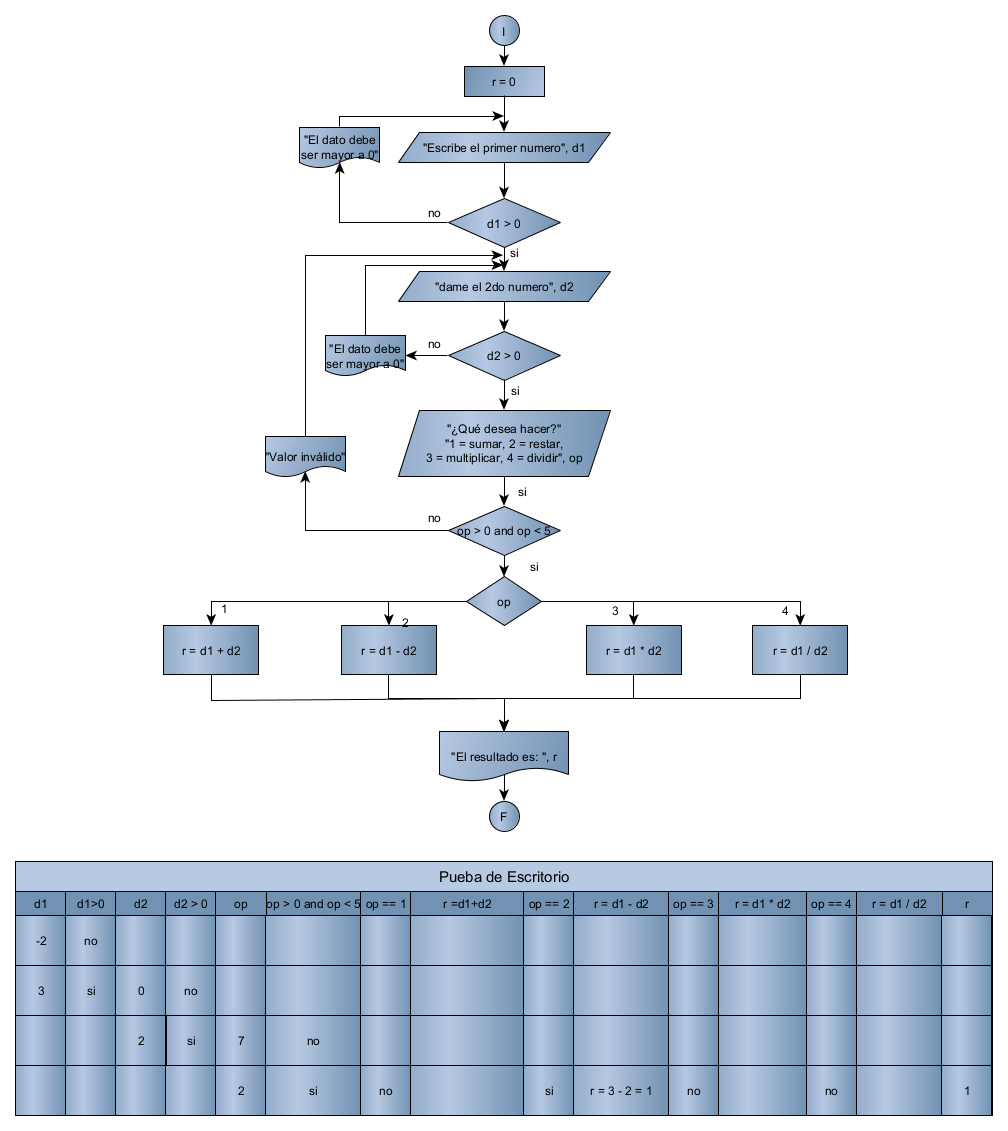 I
r = 0
"El dato debe
ser mayor a 0"
"Escribe el primer numero", d1
no
d1 > 0
si
"dame el 2do numero", d2
"El dato debe
ser mayor a 0"
no
d2 > 0
si
"¿Qué desea hacer?"
"1 = sumar, 2 = restar,
3 = multiplicar, 4 = dividir", op
"Valor inválido"
si
no
op > 0 and op < 5
si
op
1
2
3
4
r = d1 + d2
r = d1 - d2
r = d1 * d2
r = d1 / d2
"El resultado es: ", r
F
Pueba de Escritorio
d1 d1>0 d2 d2 > 0 op op > 0 and op < 5 op == 1 r =d1+d2 op == 2 r = d1 - d2 op == 3 r = d1 * d2 op == 4 r = d1 / d2 r
-2 no
3 si 0 no
2 si 7 no
2 si no si r = 3 - 2 = 1 no no 1